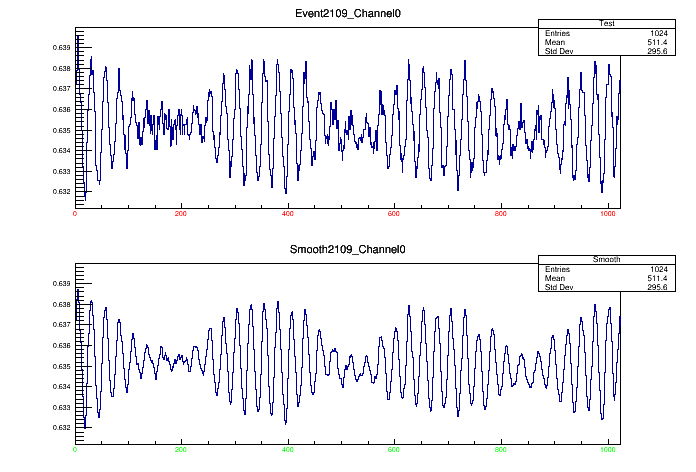 Event2109_Channel0
Test
Entries 1024
Mean 511.4
Std Dev 295.6
0.639
0.638
0.637
0.636
0.635
0.634
0.633
0.632
0 200 400 600 800 1000
Smooth2109_Channel0
Smooth
Entries 1024
Mean 511.4
Std Dev 295.6
0.639
0.638
0.637
0.636
0.635
0.634
0.633
0.632
0 200 400 600 800 1000